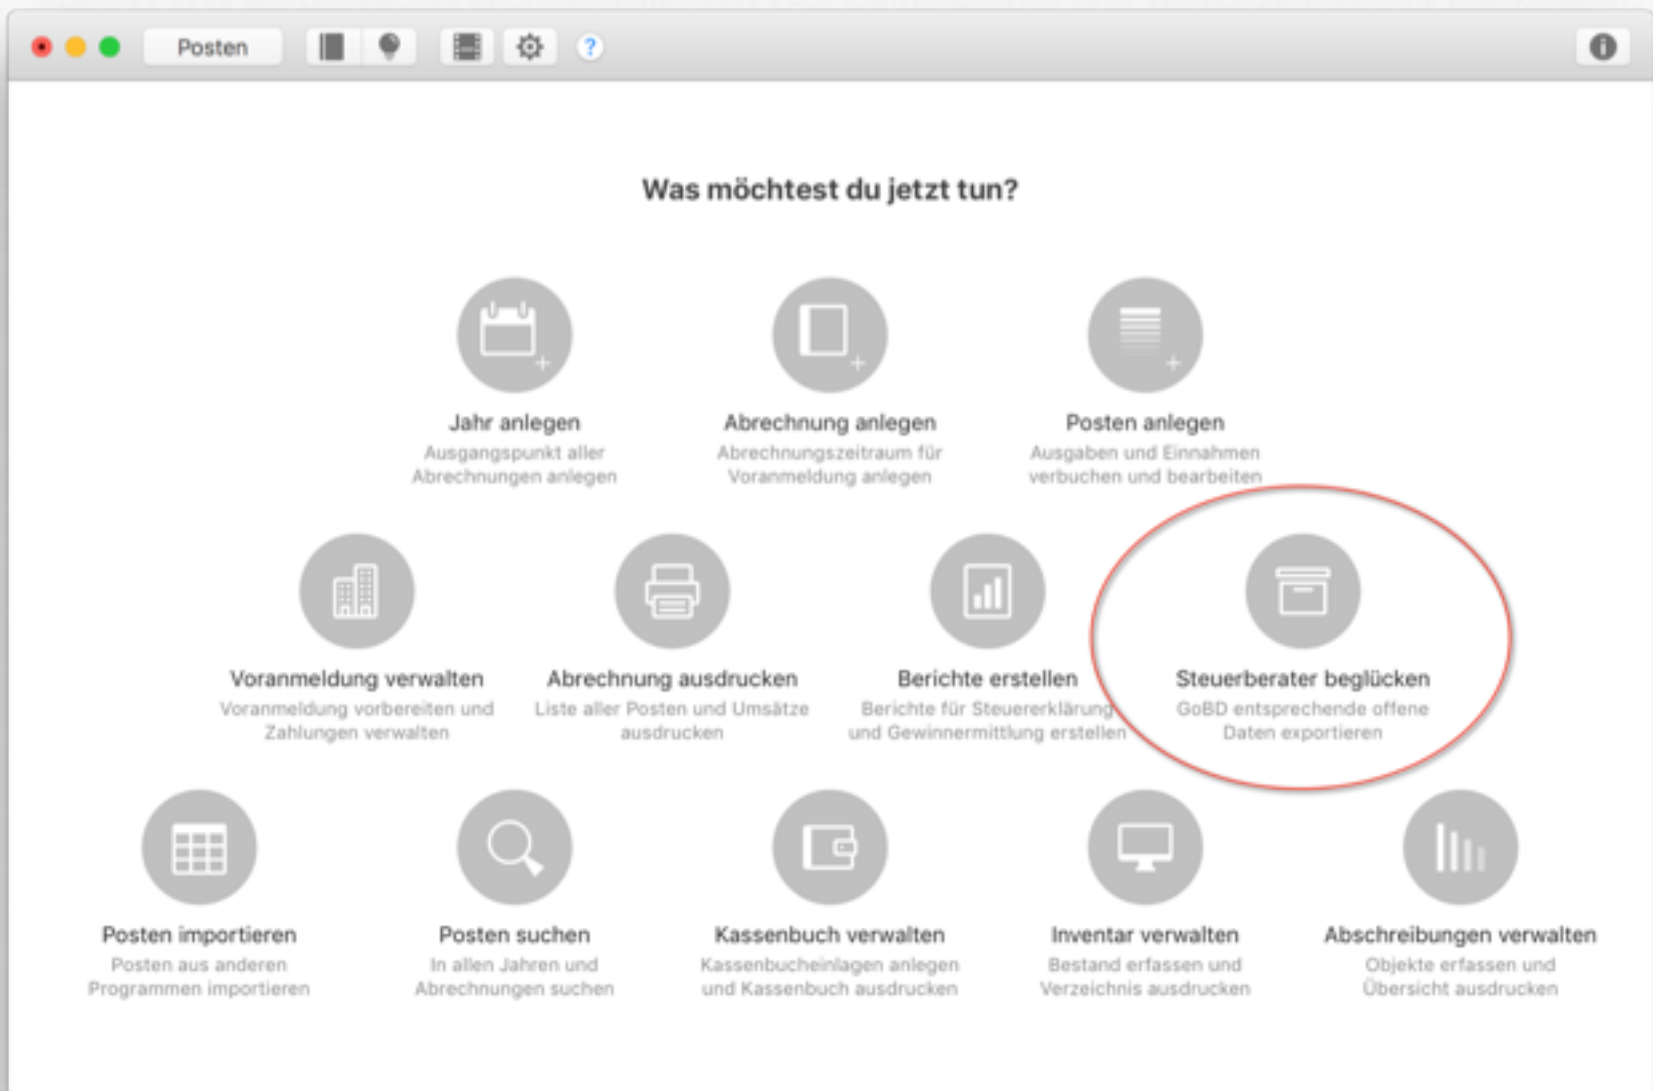 Posten
?
Was möchtest du jetzt tun?
Jahr anlegen
Ausgangspunkt aller
Abrechnungen anlegen
Abrechnung anlegen
Abrechnungszeitraum für
Voranmeldung anlegen
Posten anlegen
Ausgaben und Einnahmen
verbuchen und bearbeiten
Voranmeldung verwalten
Voranmeldung vorbereiten und
Zahlungen verwalten
Abrechnung ausdrucken
Liste aller Posten und Umsätze
ausdrucken
Berichte erstellen
Berichte für Steuererklärung
und Gewinnermittlung erstellen
Steuerberater beglücken
GoBD entsprechende offene
Daten exportieren
Posten importieren
Posten aus anderen
Programmen importieren
Posten suchen
In allen Jahren und
Abrechnungen suchen
Kassenbuch verwalten
Kassenbucheinlagen anlegen
und Kassenbuch ausdrucken
Inventar verwalten
Bestand erfassen und
Verzeichnis ausdrucken
Abschreibungen verwalten
Objekte erfassen und
Übersicht ausdrucken